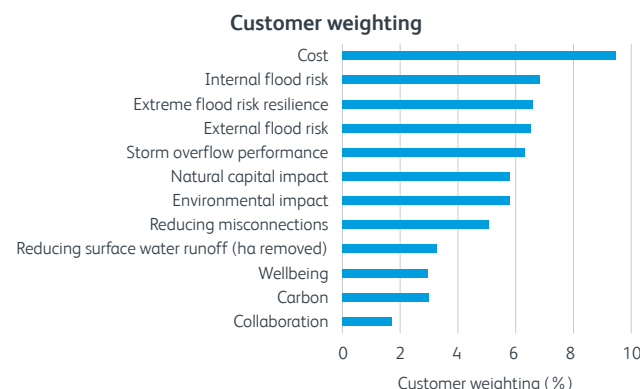 Customer weighting
Cost
Internal flood risk
Extreme flood risk resilience
External flood risk
Storm overflow performance
Natural capital impact
Environmental impact
Reducing misconnections
Reducing surface water runoff (ha removed)
Wellbeing
Carbon
Collaboration
0 2 4 6 8 10
Customer weighting (%)